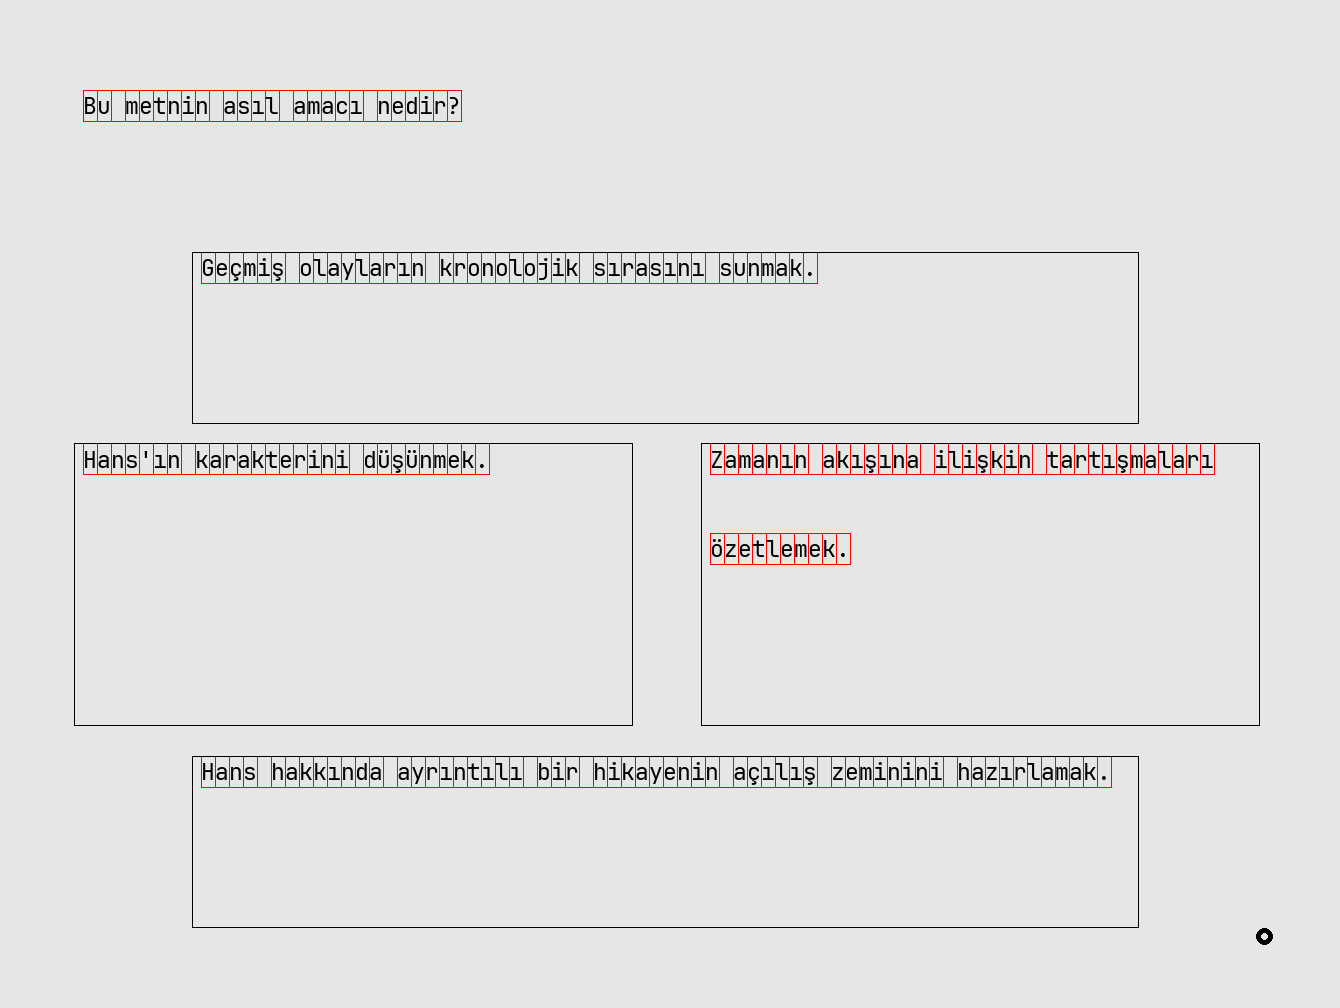 Bu metnin asıl amacı nedir?
Geçmiş olayların kronolojik sırasını sunmak.
Hans'ın karakterini düşünmek.
Zamanın akışına ilişkin tartışmaları
özetlemek.
Hans hakkında ayrıntılı bir hikayenin açılış zeminini hazırlamak.